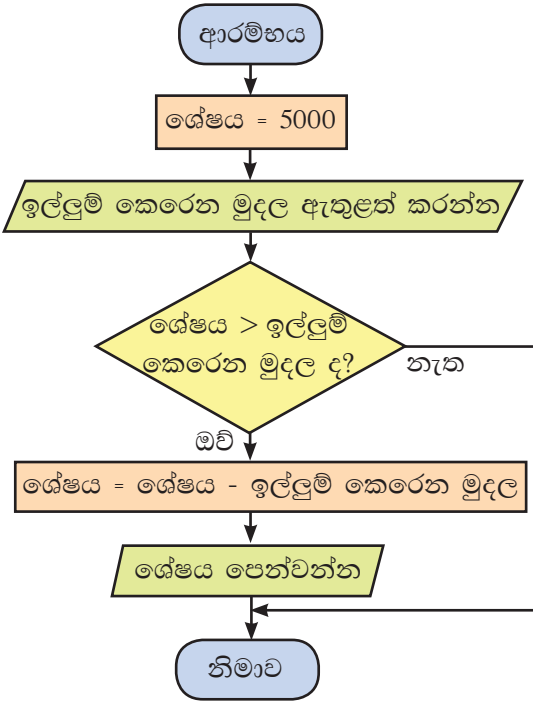 ආරම්භය
ශේෂය = 5000
ඉල්ලුම් කෙරෙන මුදල ඇතුළත් කරන්න
ශේෂය > ඉල්ලුම්
කෙරෙන මුදල ද?
නැත
ඔව්
ශේෂය = ශේෂය - ඉල්ලුම් කෙරෙන මුදල
ශේෂය පෙන්වන්න
නිමාව